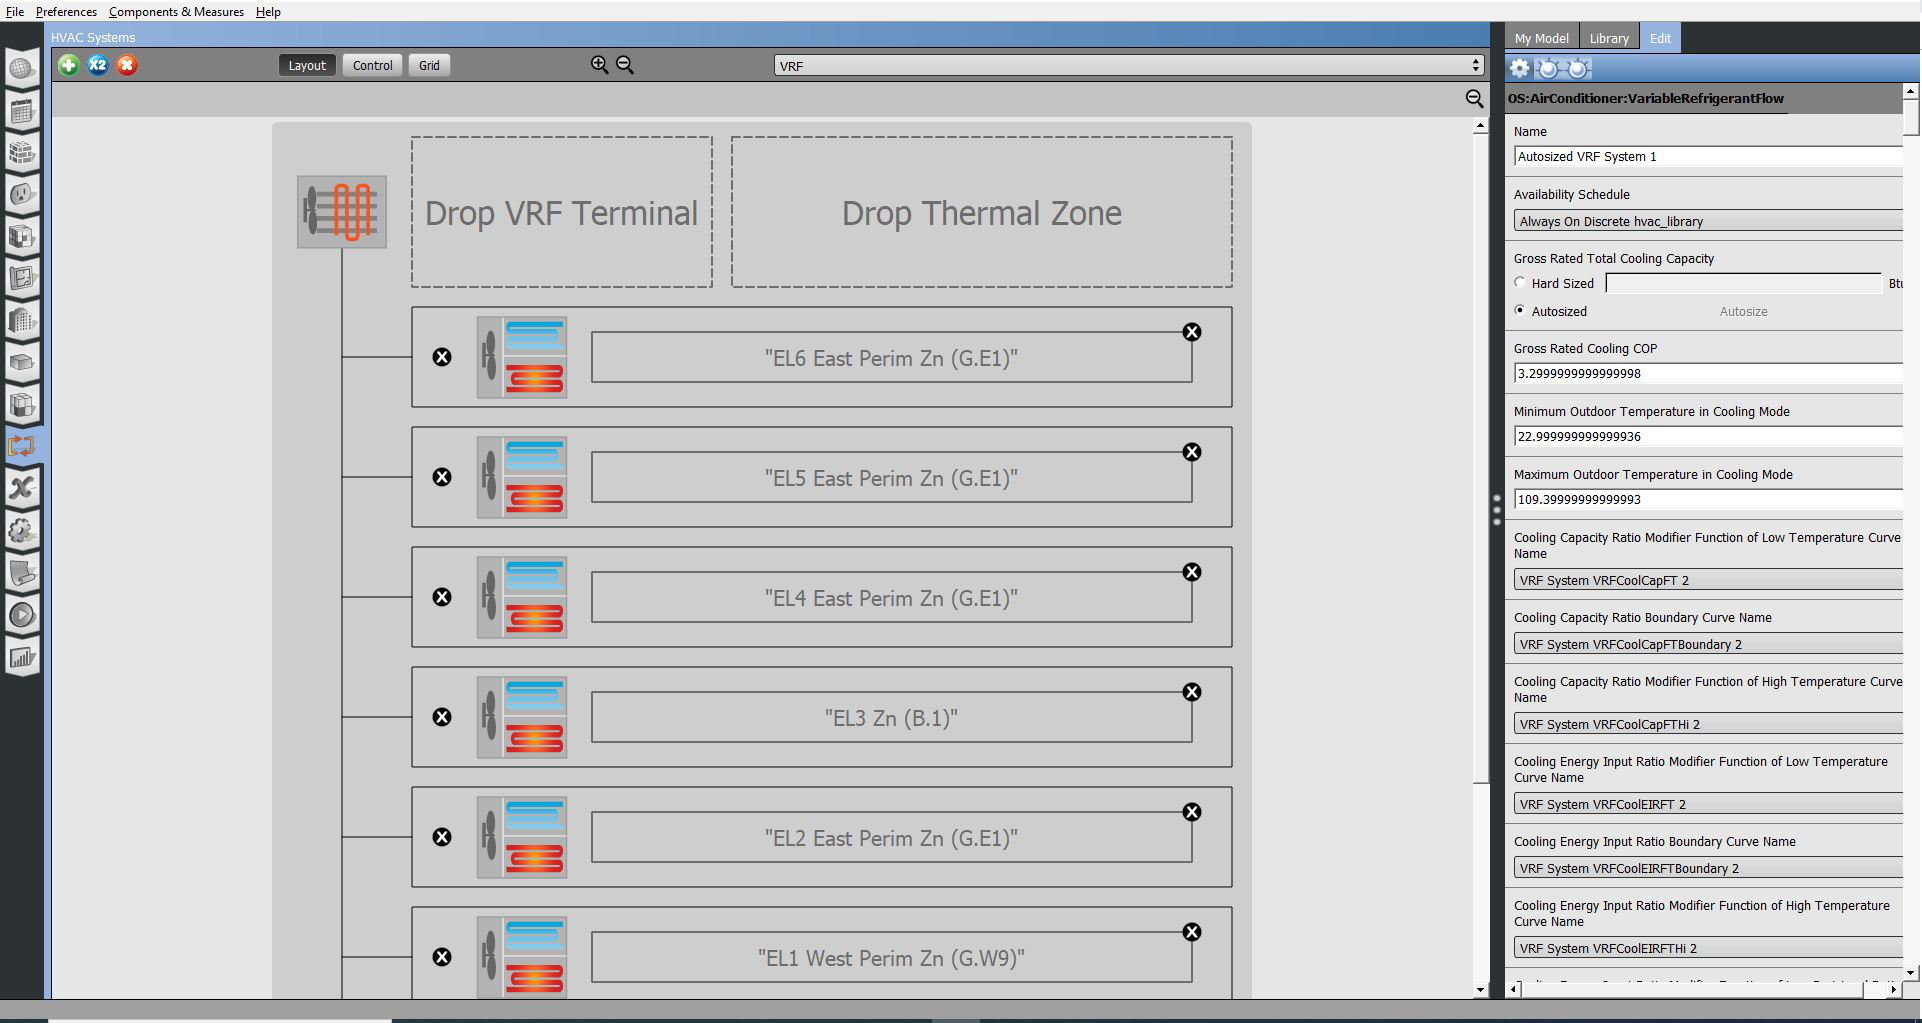 File Preferences Components & Measures Help
HVAC Systems
My Model Library Edit
X2 Layout Control Grid VRF
OS:AirConditioner:VariableRefrigerantFlow
Name
Autosized VRF System 1
Availability Schedule
Always On Discrete hvac_library
Gross Rated Total Cooling Capacity
Hard Sized Btu
Autosized Autosize
Gross Rated Cooling COP
3.2999999999999998
Minimum Outdoor Temperature in Cooling Mode
22.999999999999936
Maximum Outdoor Temperature in Cooling Mode
109.39999999999993
Cooling Capacity Ratio Modifier Function of Low Temperature Curve
Name
VRF System VRFCoolCapFT 2
Cooling Capacity Ratio Boundary Curve Name
VRF System VRFCoolCapFTBoundary 2
Cooling Capacity Ratio Modifier Function of High Temperature Curve
Name
VRF System VRFCoolCapFTHi 2
Cooling Energy Input Ratio Modifier Function of Low Temperature
Curve Name
VRF System VRFCoolEIRFT 2
Cooling Energy Input Ratio Boundary Curve Name
VRF System VRFCoolEIRFTBoundary 2
Cooling Energy Input Ratio Modifier Function of High Temperature
Curve Name
VRF System VRFCoolEIRFTHi 2
Drop VRF Terminal
Drop Thermal Zone
"EL6 East Perim Zn (G.E1)"
"EL5 East Perim Zn (G.E1)"
"EL4 East Perim Zn (G.E1)"
"EL3 Zn (B.1)"
"EL2 East Perim Zn (G.E1)"
"EL1 West Perim Zn (G.W9)"